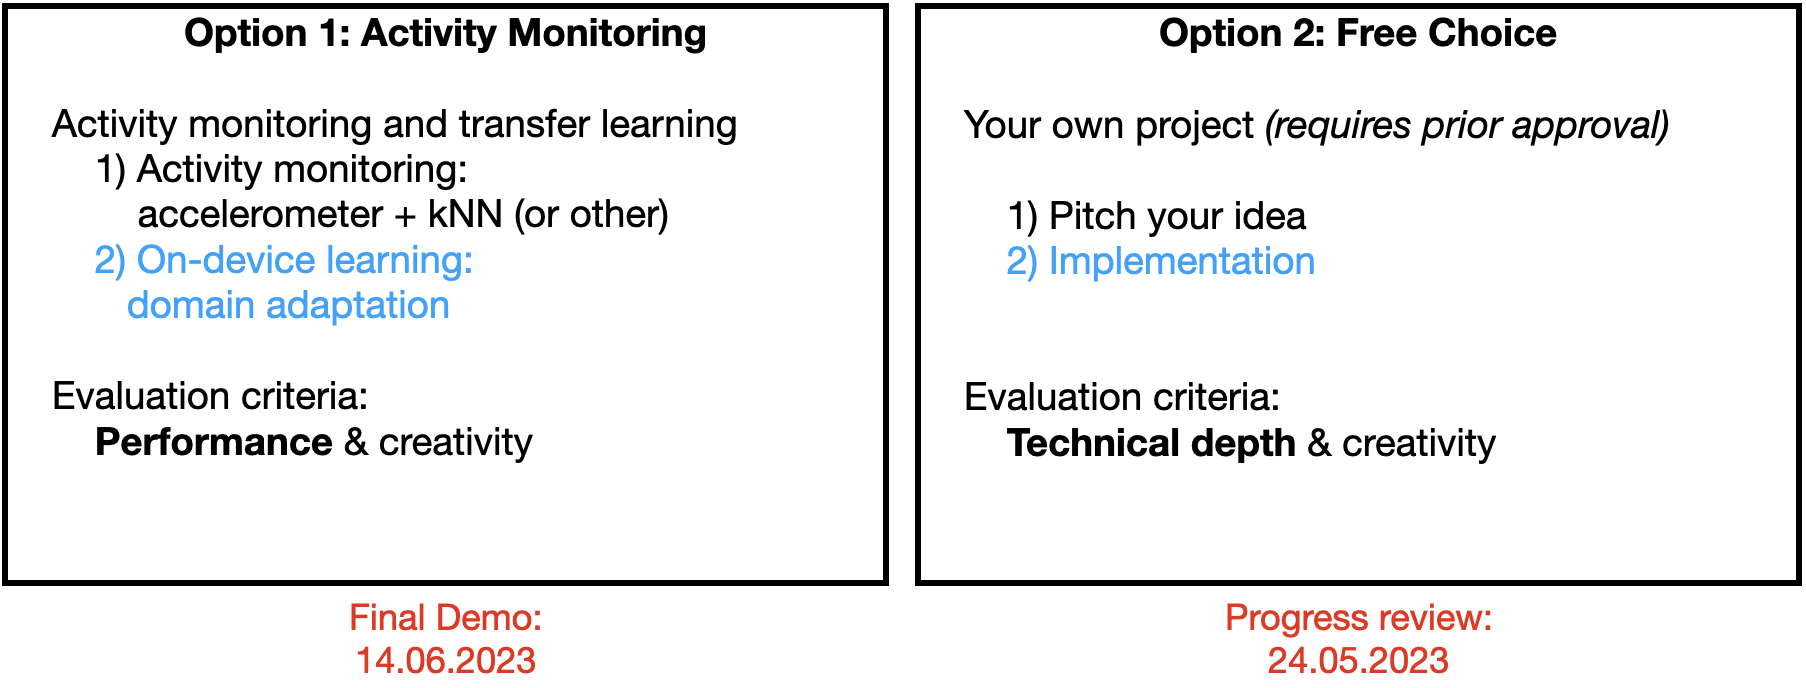 Option 1: Activity Monitoring
Activity monitoring and transfer learning
1) Activity monitoring:
accelerometer + kNN (or other)
2) On-device learning:
domain adaptation
Evaluation criteria:
Performance & creativity
Final Demo:
14.06.2023
Option 2: Free Choice
Your own project (requires prior approval)
1) Pitch your idea
2) Implementation
Evaluation criteria:
Technical depth & creativity
Progress review:
24.05.2023